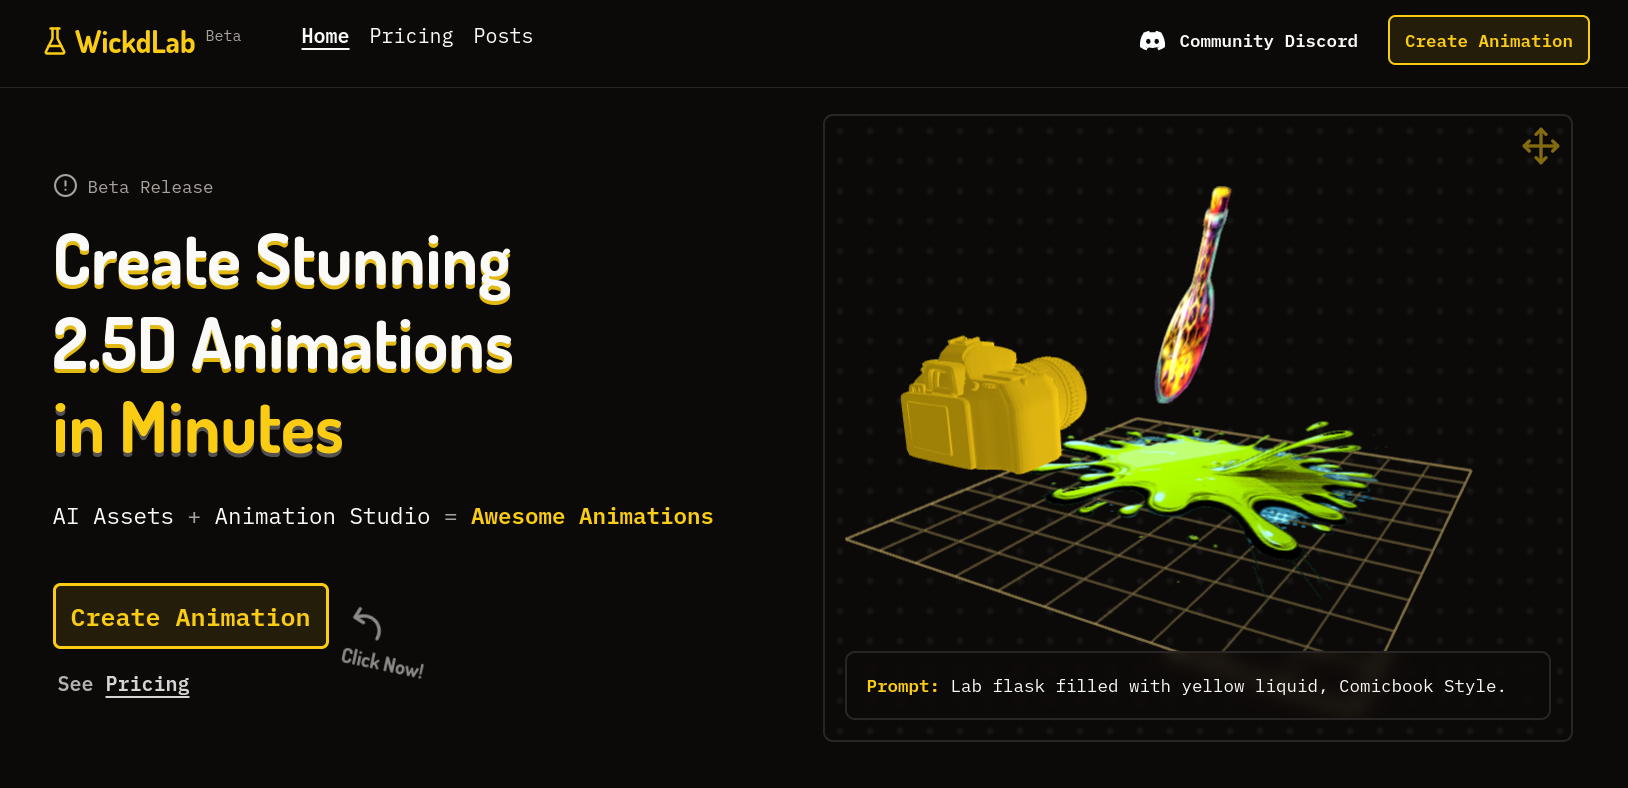 WickdLab Beta
Home Pricing Posts
Community Discord
Create Animation
Beta Release
Create Stunning
2.5D Animations
in Minutes
AI Assets + Animation Studio = Awesome Animations
Create Animation
Click Now!
See Pricing
Prompt: Lab flask filled with yellow liquid, Comicbook Style.